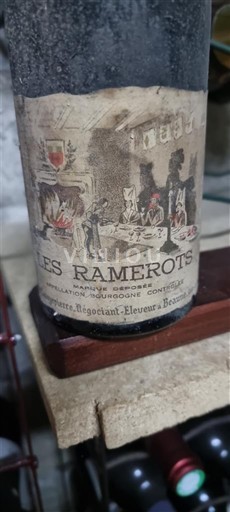 LES RAMEROTS
MARQUE DÉPOSÉE
APPELLATION BOURGOGNE CONTRÔLÉE
Négociant-Eleveur à Beaune